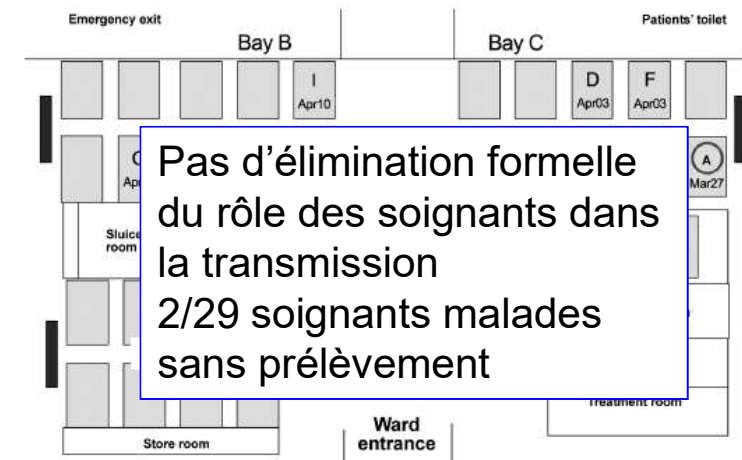 Emergency exit
Patients' toilet
Bay B
Bay C
I
D
F
Apr10
Apr03
Apr03
A
Mar27
Pas d'élimination formelle
du rôle des soignants dans
la transmission
2/29 soignants malades
sans prélèvement
Sluice
room
Treatment room
Ward
entrance
Store room